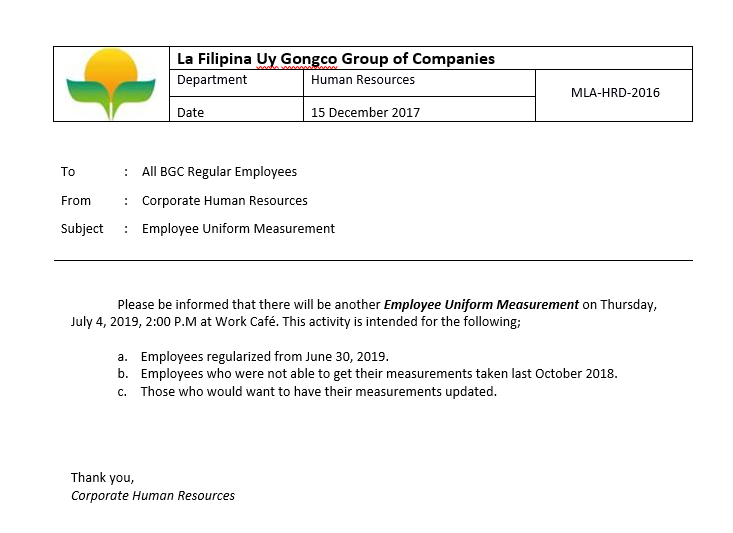 La Filipina Uy Gongco Group of Companies
Department Human Resources
MLA-HRD-2016
Date 15 December 2017
To : All BGC Regular Employees
From : Corporate Human Resources
Subject : Employee Uniform Measurement
Please be informed that there will be another Employee Uniform Measurement on Thursday,
July 4, 2019, 2:00 P.M at Work Café. This activity is intended for the following;
a. Employees regularized from June 30, 2019.
b. Employees who were not able to get their measurements taken last October 2018.
c. Those who would want to have their measurements updated.
Thank you,
Corporate Human Resources